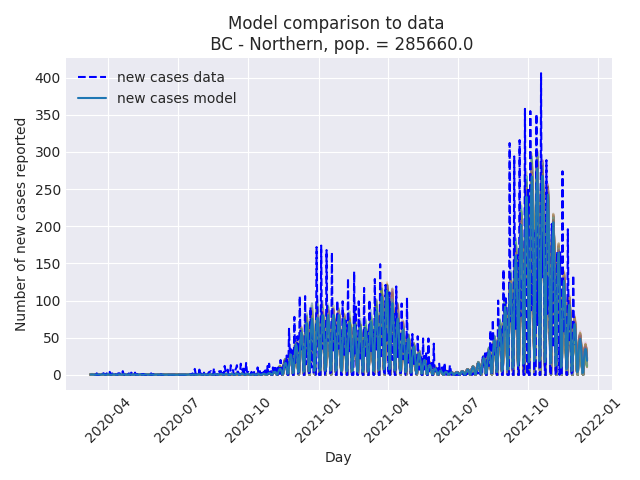 Model comparison to data
BC - Northern, pop. = 285660.0
new cases data
new cases model
Number of new cases reported
400
350
300
250
200
150
100
50
0
2020-04
2020-07
2020-10
2021-01
2021-04
2021-07
2021-10
2022-01
Day